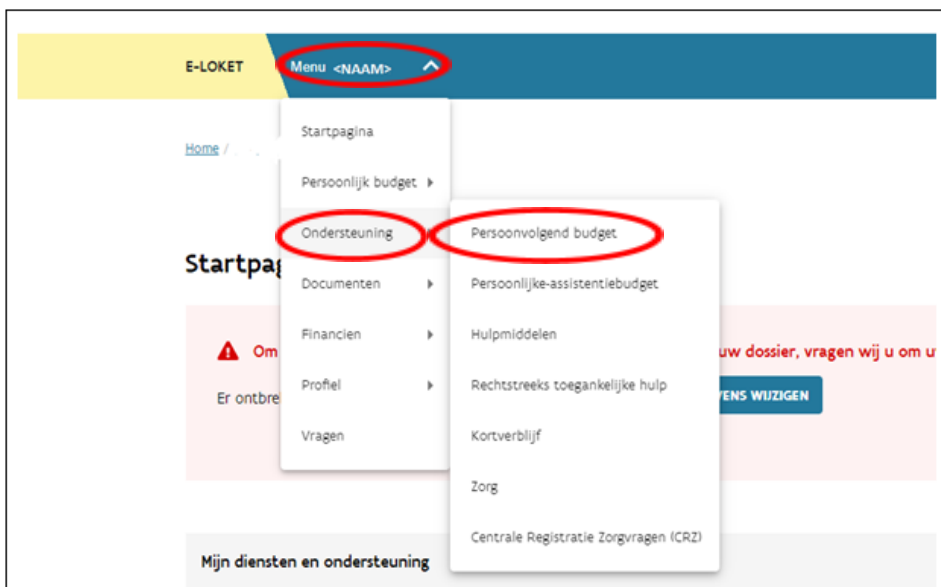 E-LOKET
Menu <NAAM>
Home /
Startpagina
Persoonlijk budget
Ondersteuning
Documenten
Financien
Profiel
Vragen
Persoonvolgend budget
Persoonlijke-assistentiebudget
Hulpmiddelen
Rechtstreeks toegankelijke hulp
Kortverblijf
Zorg
Centrale Registratie Zorgvragen (CRZ)
Startpag
Om uw dossier, vragen wij u om u
Er ontbre ENS WIJZIGEN
Mijn diensten en ondersteuning